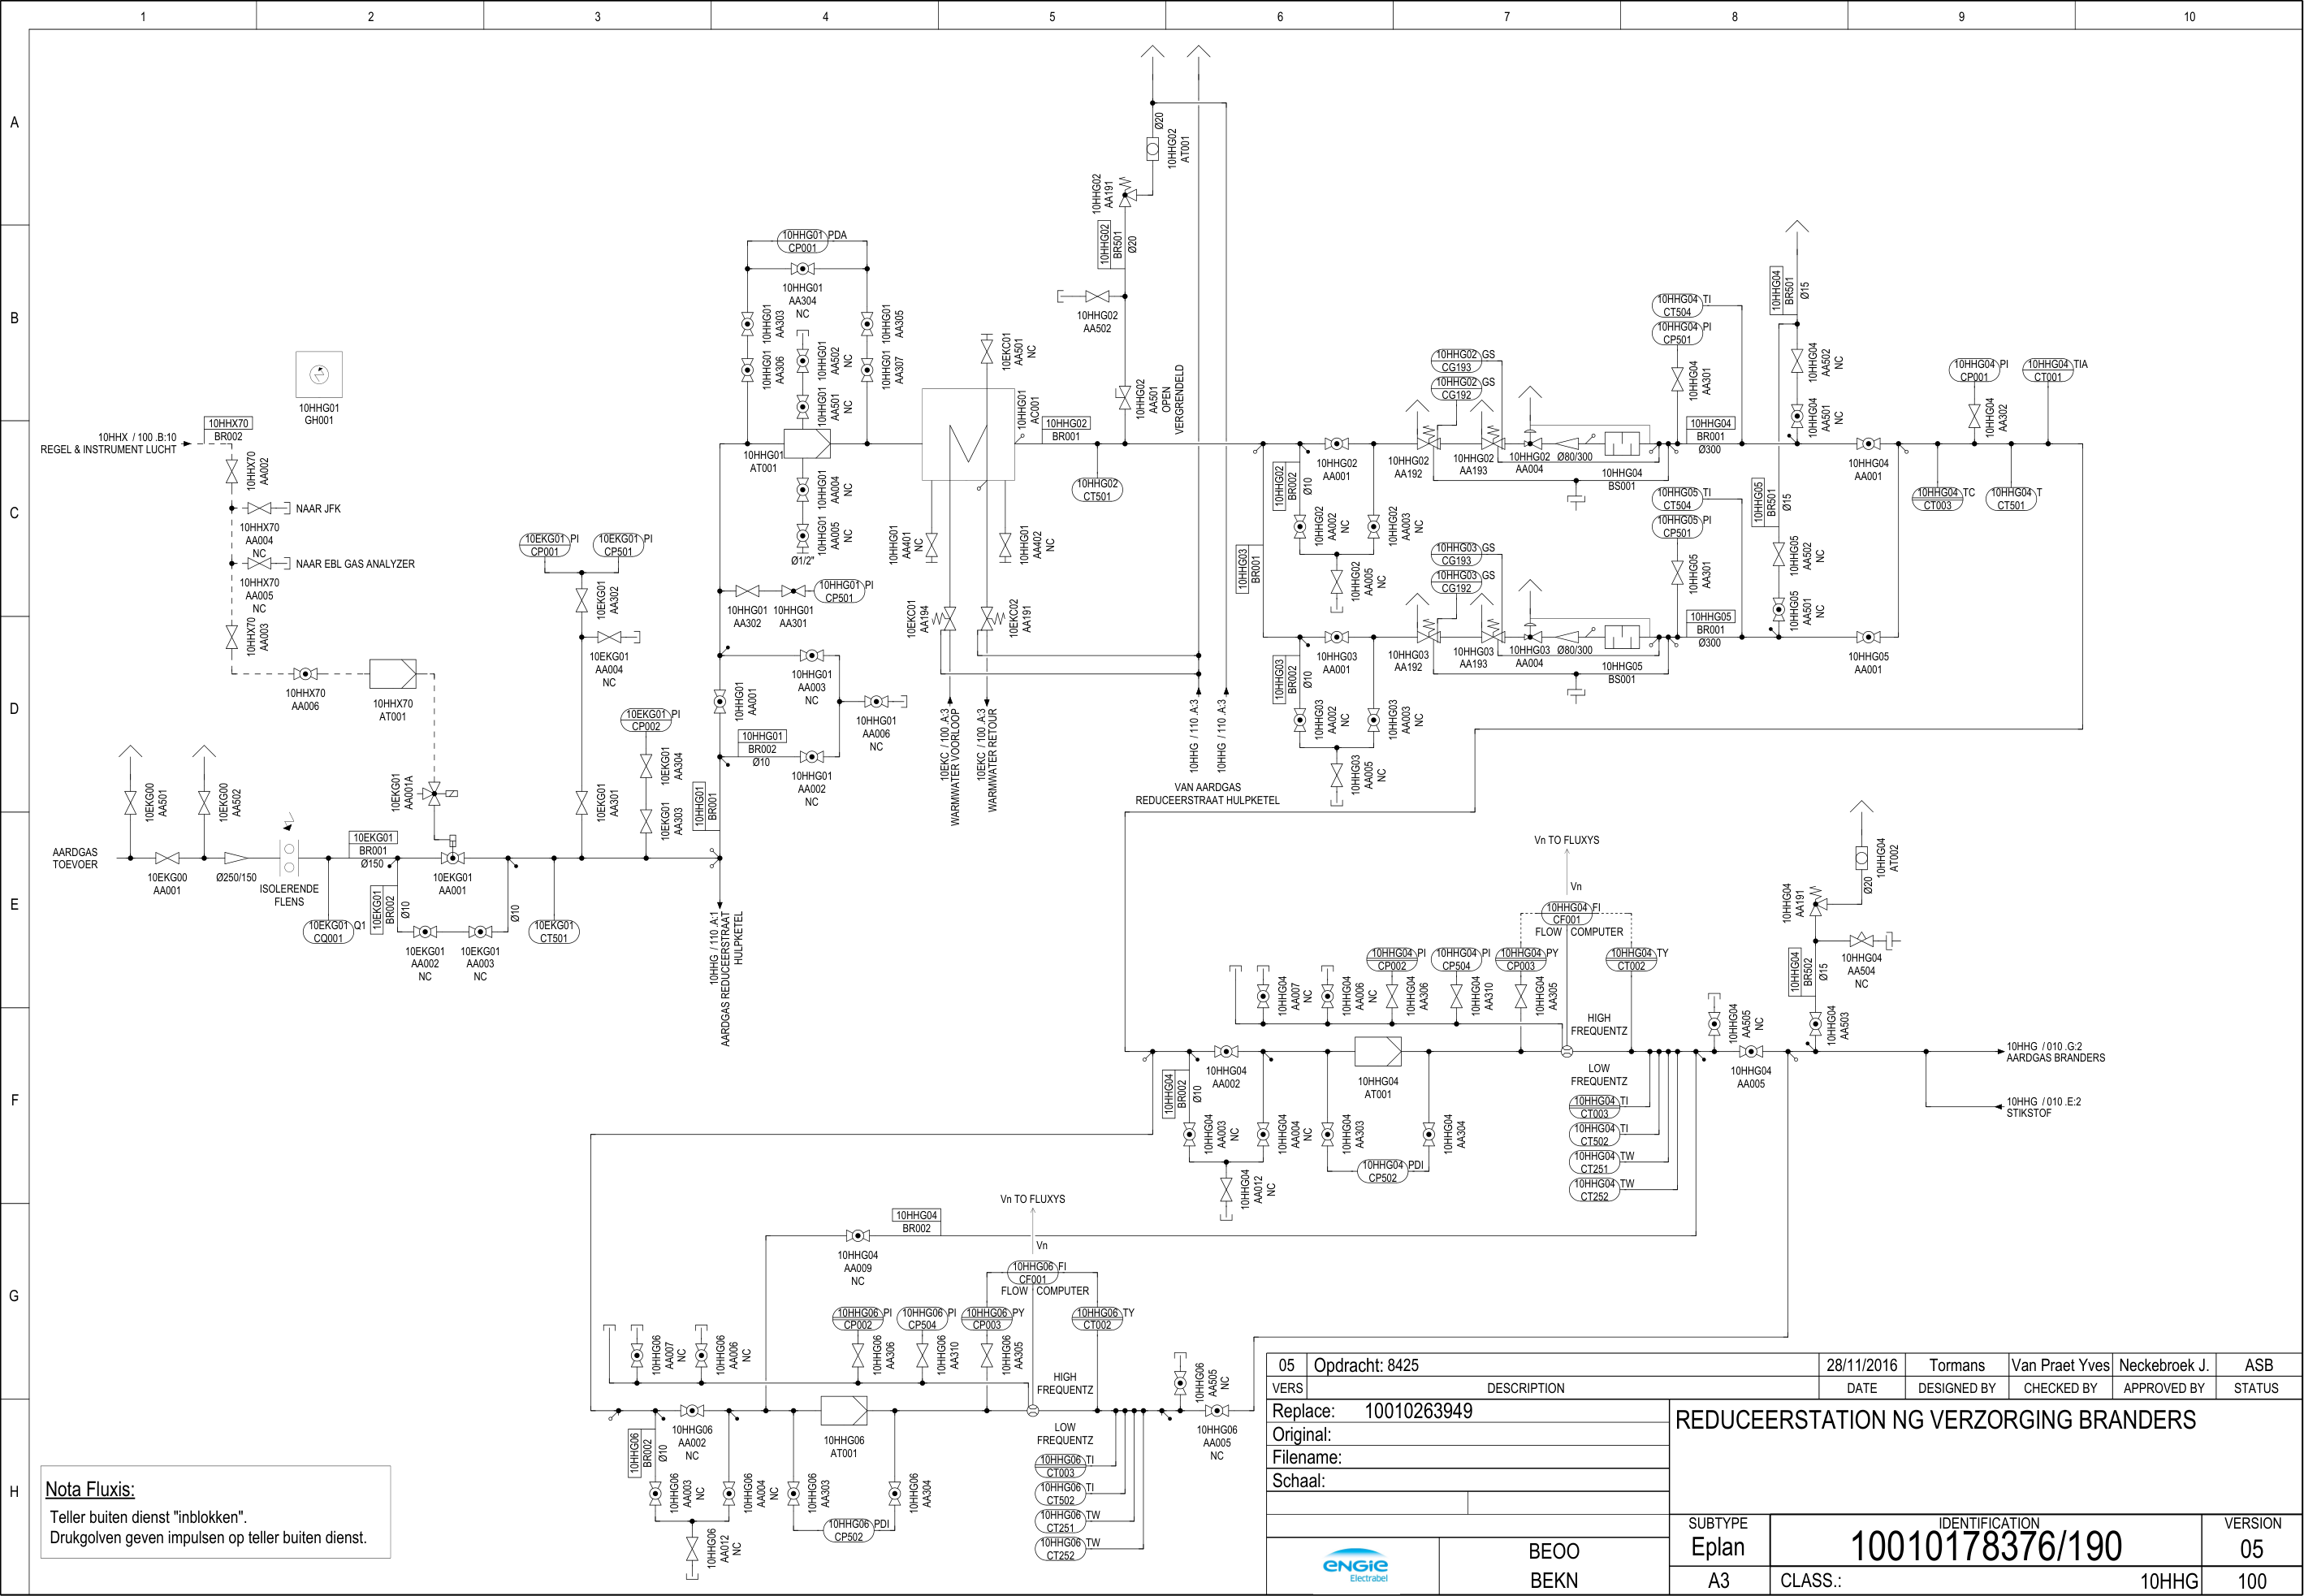 1 2 3 4 5 6 7 8 9 10
A
B
C
D
E
F
G
H
10HHG01
GH001
10HHX / 100 .B:10
REGEL & INSTRUMENT LUCHT
10HHX70
BR002
10HHX70
AA002
NAAR JFK
10HHX70
AA004
NC
NAAR EBL GAS ANALYZER
10HHX70
AA005
NC
10HHX70
AA003
10HHX70
AA006
10HHX70
AT001
10EKG01
AA001A
10EKG00
AA501
10EKG00
AA502
AARDGAS
TOEVOER
10EKG00
AA001
Ø250/150
ISOLERENDE
FLENS
10EKG01
BR001
Ø150
10EKG01 Q1
CQ001
10EKG01
BR002
Ø10
10EKG01
AA001
10EKG01
AA002
NC
10EKG01
AA003
NC
Ø10
10EKG01
CT501
10EKG01 PI
CP001
10EKG01 PI
CP501
10EKG01
AA302
10EKG01
AA004
NC
10EKG01
AA301
10EKG01 PI
CP002
10EKG01
AA304
10EKG01
AA303
10HHG01
BR001
10HHG / 110 .A:1
AARDGAS REDUCEERSTRAAT
HULPKETEL
10HHG01 PDA
CP001
10HHG01
AA304
NC
10HHG01
AA303
10HHG01
AA305
10HHG01
AA306
10HHG01
AA502
NC
10HHG01
AA307
10HHG01
AA501
NC
10HHG01
AT001
10HHG01
AA004
NC
10HHG01
AA005
NC
Ø1/2"
10HHG01 PI
CP501
10HHG01
AA302
10HHG01
AA301
10HHG01
AA003
NC
10HHG01
AA001
10HHG01
AA006
NC
10HHG01
BR002
Ø10
10HHG01
AA002
NC
10EKC01
AA501
NC
10HHG01
AC001
10HHG01
AA401
NC
10HHG01
AA402
NC
10EKC01
AA194
10EKC02
AA191
10EKC / 100 .A:3
WARMWATER VOORLOOP
10EKC / 100 .A:3
WARMWATER RETOUR
10HHG02
BR001
10HHG02
CT501
Ø20
10HHG02
AT001
10HHG02
AA191
10HHG02
BR501
Ø20
10HHG02
AA502
10HHG02
AA501
OPEN
VERGRENDELD
10HHG / 110 .A:3
10HHG / 110 .A:3
VAN AARDGAS
REDUCEERSTRAAT HULPKETEL
10HHG03
BR001
10HHG02
BR002
Ø10
10HHG02
AA001
10HHG02
AA002
NC
10HHG02
AA003
NC
10HHG02
AA005
NC
10HHG02 GS
CG193
10HHG02 GS
CG192
10HHG02
AA192
10HHG02
AA193
10HHG02
AA004
Ø80/300
10HHG04
BS001
10HHG04 TI
CT504
10HHG04 PI
CP501
10HHG04
AA301
10HHG04
BR001
Ø300
10HHG04
BR501
Ø15
10HHG04
AA502
NC
10HHG04
AA501
NC
10HHG04
AA001
10HHG04 PI
CP001
10HHG04 TIA
CT001
10HHG04
AA302
10HHG04 TC
CT003
10HHG04 T
CT501
10HHG03
BR002
Ø10
10HHG03
AA001
10HHG03
AA002
NC
10HHG03
AA003
NC
10HHG03
AA005
NC
10HHG03 GS
CG193
10HHG03 GS
CG192
10HHG03
AA192
10HHG03
AA193
10HHG03
AA004
Ø80/300
10HHG05
BS001
10HHG05 TI
CT504
10HHG05 PI
CP501
10HHG05
AA301
10HHG05
BR001
Ø300
10HHG05
BR501
Ø15
10HHG05
AA502
NC
10HHG05
AA501
NC
10HHG05
AA001
Vn TO FLUXYS
Vn
10HHG04 FI
CF001
FLOW COMPUTER
10HHG04 PI
CP002
10HHG04 PI
CP504
10HHG04 PY
CP003
10HHG04 TY
CT002
10HHG04
AA007
NC
10HHG04
AA006
NC
10HHG04
AA306
10HHG04
AA310
10HHG04
AA305
HIGH
FREQUENTZ
10HHG04
AA002
10HHG04
AT001
LOW
FREQUENTZ
10HHG04
BR002
Ø10
10HHG04
AA003
NC
10HHG04
AA004
NC
10HHG04
AA303
10HHG04
AA304
10HHG04 PDI
CP502
10HHG04
AA012
NC
10HHG04 TI
CT003
10HHG04 TI
CT502
10HHG04 TW
CT251
10HHG04 TW
CT252
10HHG04
AA505
NC
10HHG04
AA005
10HHG04
AT002
Ø20
10HHG04
AA191
10HHG04
BR502
Ø15
10HHG04
AA504
NC
10HHG04
AA503
10HHG / 010 .G:2
AARDGAS BRANDERS
10HHG / 010 .E:2
STIKSTOF
10HHG04
BR002
10HHG04
AA009
NC
Vn TO FLUXYS
Vn
10HHG06 FI
CF001
FLOW COMPUTER
10HHG06 PI
CP002
10HHG06 PI
CP504
10HHG06 PY
CP003
10HHG06 TY
CT002
10HHG06
AA007
NC
10HHG06
AA006
NC
10HHG06
AA306
10HHG06
AA310
10HHG06
AA305
HIGH
FREQUENTZ
10HHG06
AA505
NC
10HHG06
AA002
NC
10HHG06
AT001
LOW
FREQUENTZ
10HHG06
AA005
NC
10HHG06
BR002
Ø10
10HHG06
AA003
NC
10HHG06
AA004
NC
10HHG06
AA303
10HHG06
AA304
10HHG06 PDI
CP502
10HHG06
AA012
NC
10HHG06 TI
CT003
10HHG06 TI
CT502
10HHG06 TW
CT251
10HHG06 TW
CT252
Nota Fluxis:
Teller buiten dienst "inblokken".
Drukgolven geven impulsen op teller buiten dienst.
05 Opdracht: 8425 28/11/2016 Tormans Van Praet Yves Neckebroek J. ASB
VERS DESCRIPTION DATE DESIGNED BY CHECKED BY APPROVED BY STATUS
Replace: 10010263949
Original:
Filename:
Schaal:
REDUCEERSTATION NG VERZORGING BRANDERS
ENGIE
Electrabel
BEOO
BEKN
SUBTYPE
Eplan
A3
IDENTIFICATION
10010178376/190
CLASS.: 10HHG
VERSION
05
100